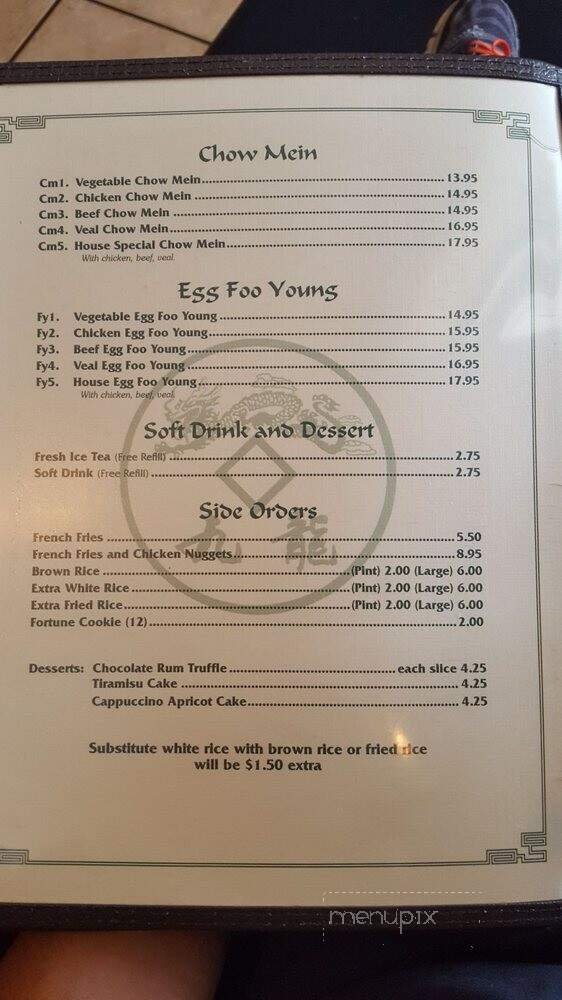 Chow Mein
Cm1. Vegetable Chow Mein 13.95
Cm2. Chicken Chow Mein 14.95
Cm3. Beef Chow Mein 14.95
Cm4. Veal Chow Mein 16.95
Cm5. House Special Chow Mein 17.95
With chicken, beef, veal.
Egg Foo Young
Fy1. Vegetable Egg Foo Young 14.95
Fy2. Chicken Egg Foo Young 15.95
Fy3. Beef Egg Foo Young 15.95
Fy4. Veal Egg Foo Young 16.95
Fy5. House Egg Foo Young 17.95
With chicken, beef, veal.
Soft Drink and Dessert
Fresh Ice Tea (Free Refill) 2.75
Soft Drink (Free Refill) 2.75
Side Orders
French Fries 5.50
French Fries and Chicken Nuggets 8.95
Brown Rice (Pint) 2.00 (Large) 6.00
Extra White Rice (Pint) 2.00 (Large) 6.00
Extra Fried Rice (Pint) 2.00 (Large) 6.00
Fortune Cookie (12) 2.00
九龍
Desserts: Chocolate Rum Truffle each slice 4.25
Tiramisu Cake 4.25
Cappuccino Apricot Cake 4.25
Substitute white rice with brown rice or fried rice
will be $1.50 extra
menupix